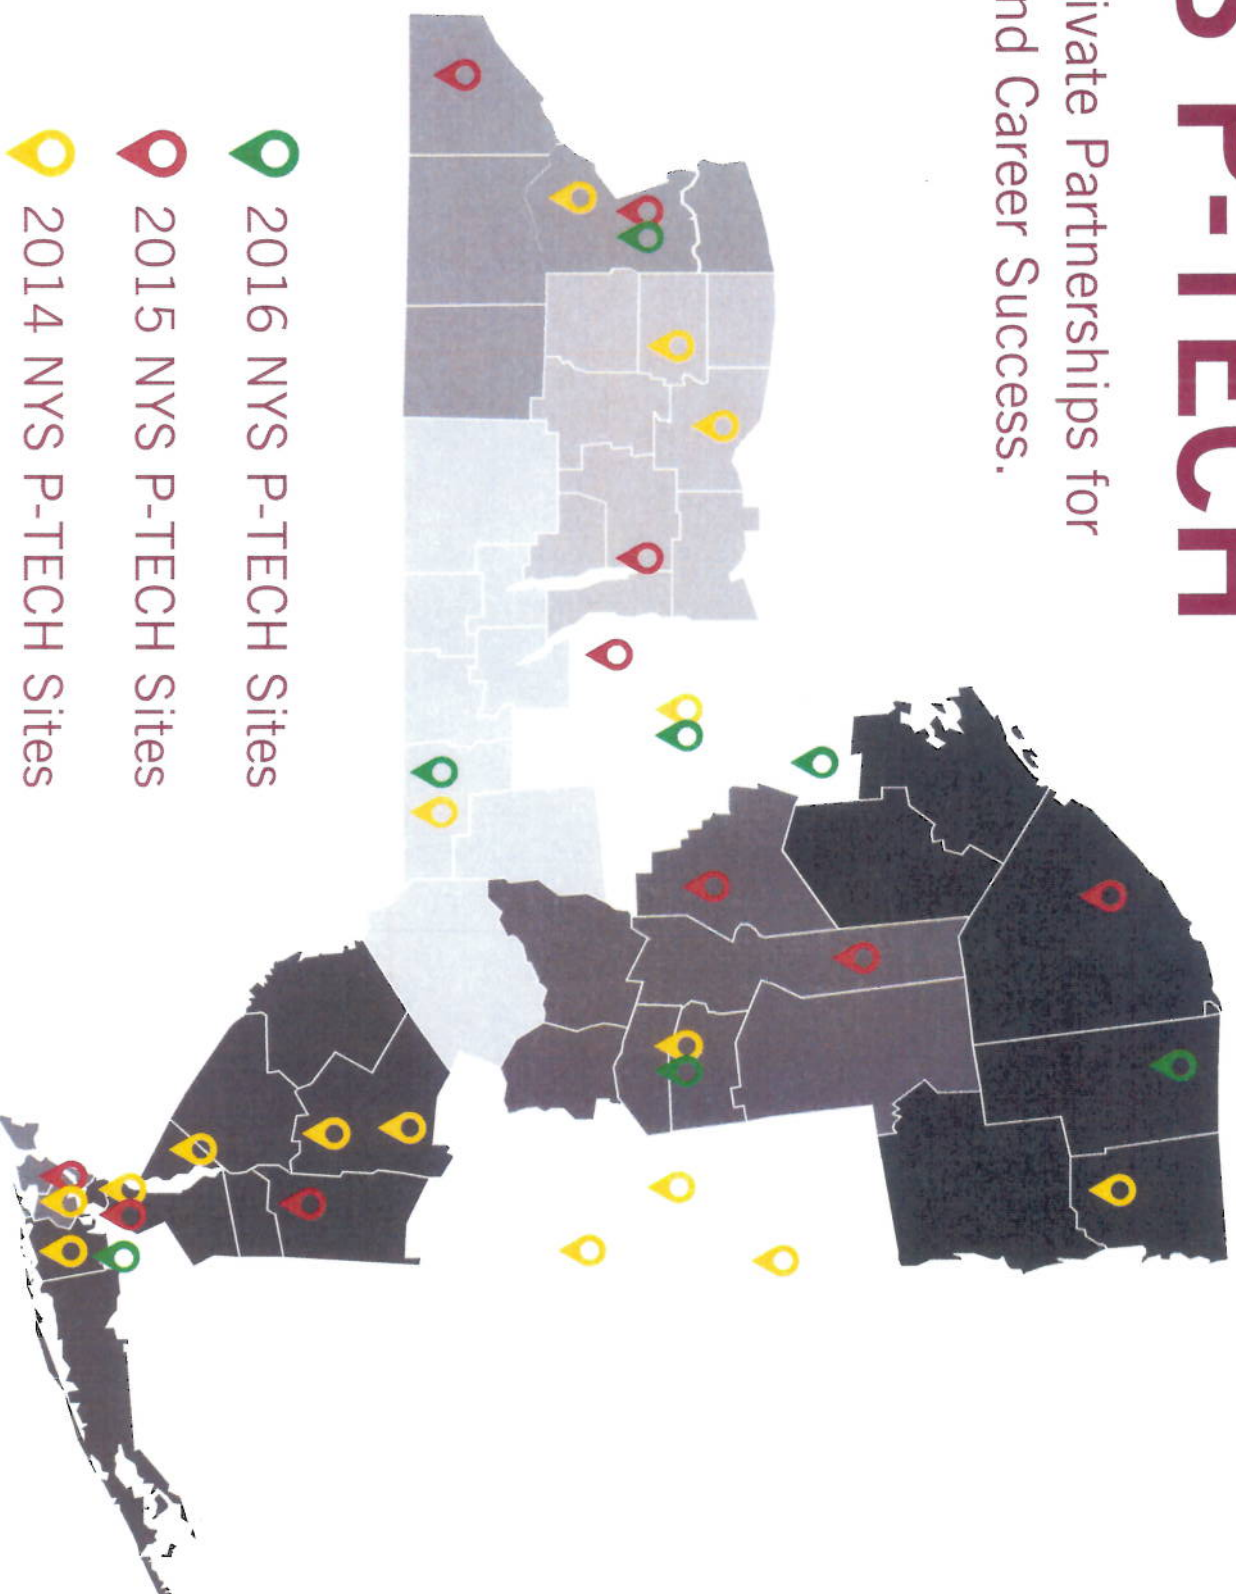 P-TECH
ivate Partnerships for
nd Career Success.
2016 NYS P-TECH Sites
2015 NYS P-TECH Sites
2014 NYS P-TECH Sites